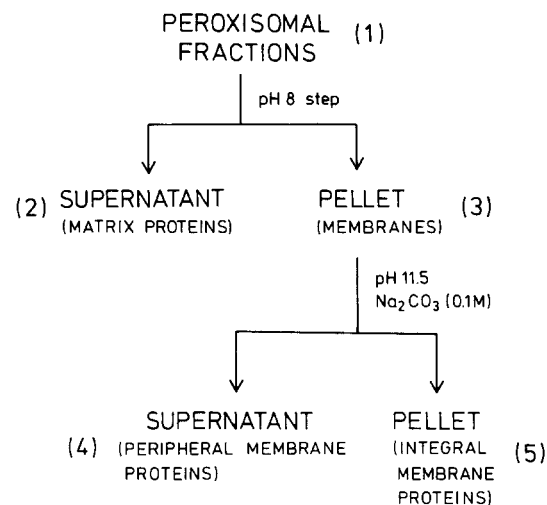 PEROXISOMAL (1)
FRACTIONS
pH 8 step
(2) SUPERNATANT
(MATRIX PROTEINS)
PELLET (3)
(MEMBRANES)
pH 11.5
Na₂CO₃ (0.1M)
(4) SUPERNATANT
(PERIPHERAL MEMBRANE
PROTEINS)
PELLET (5)
(INTEGRAL
MEMBRANE
PROTEINS)